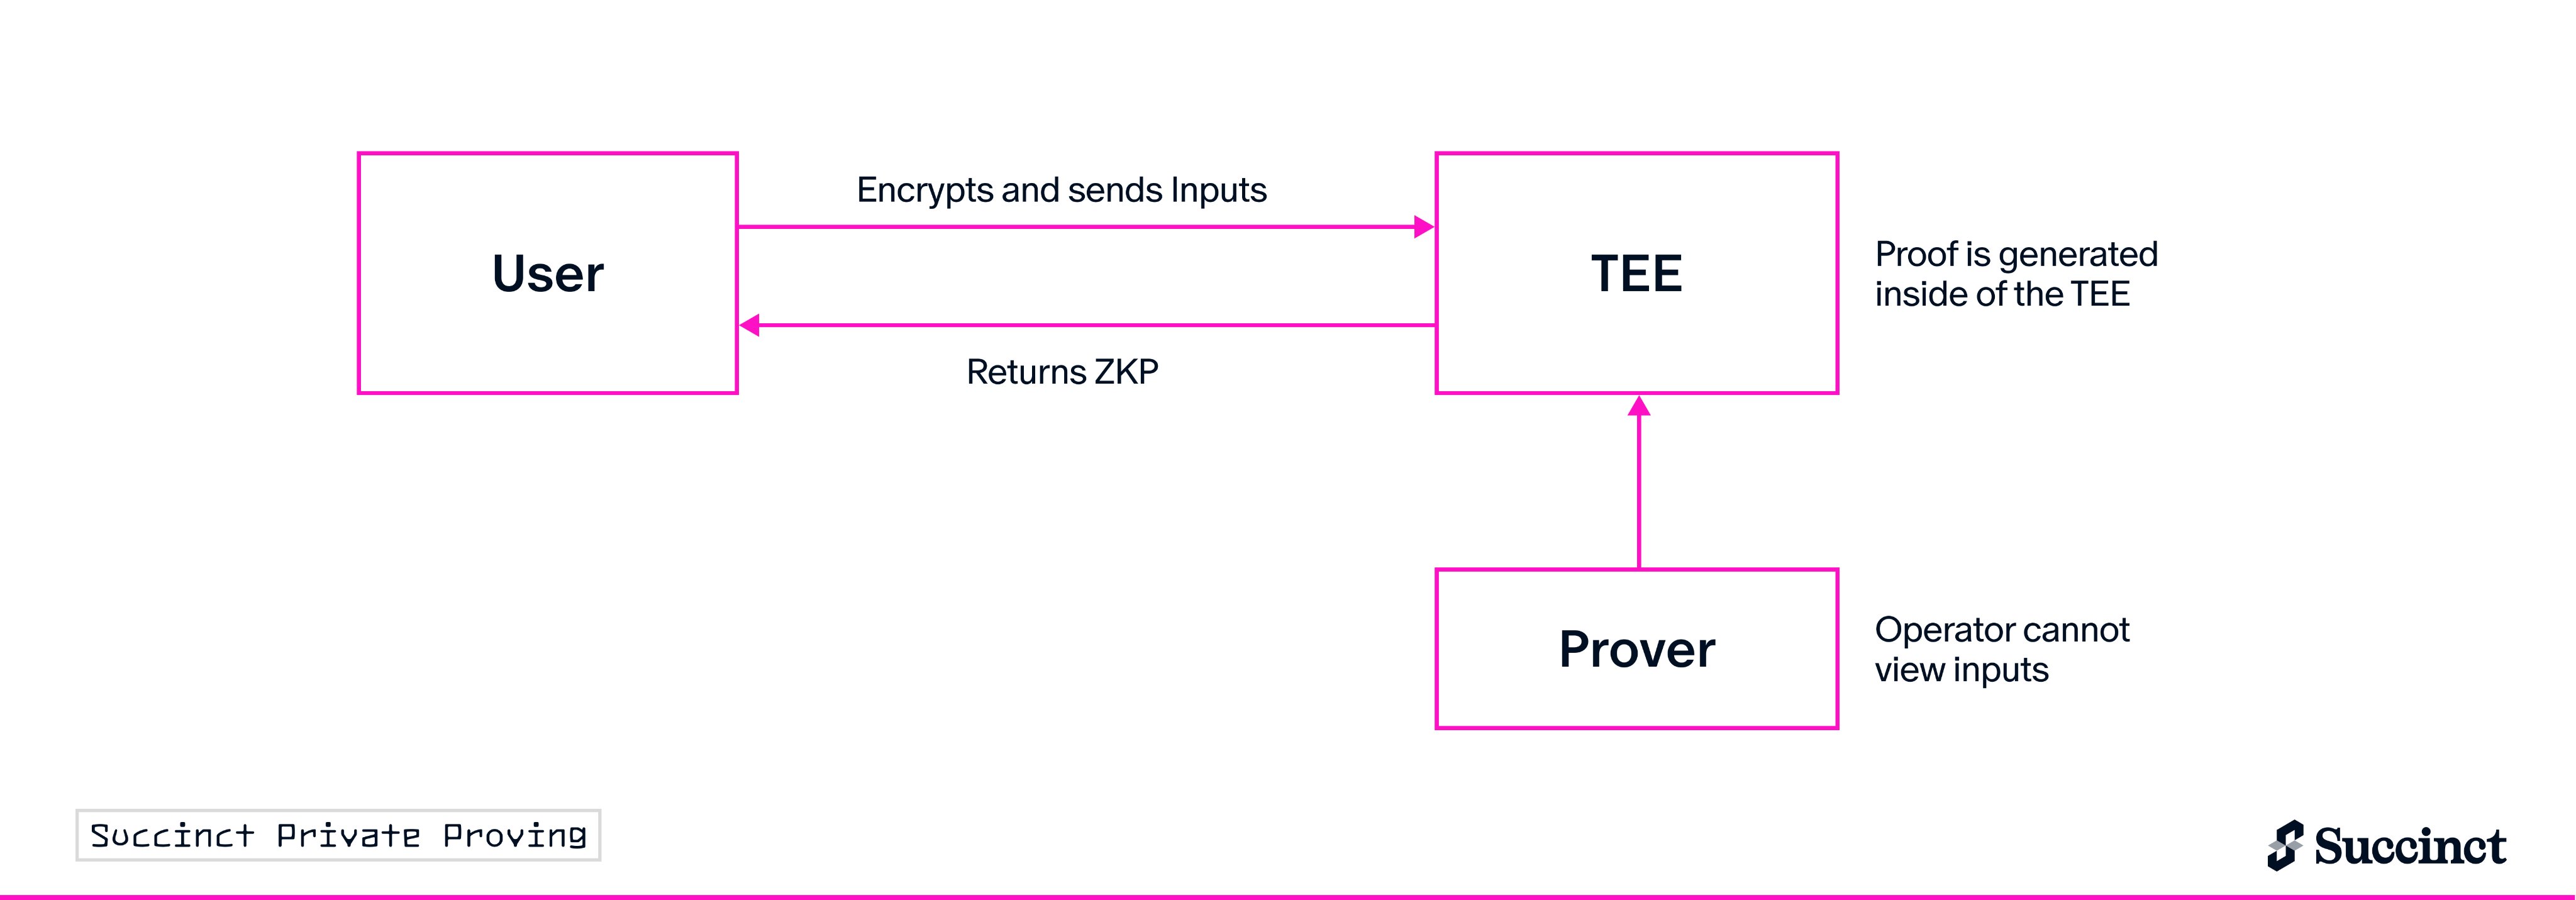 Encrypts and sends Inputs
User
TEE
Proof is generated
inside of the TEE
Returns ZKP
Prover
Operator cannot
view inputs
Succinct Private Proving
Succinct